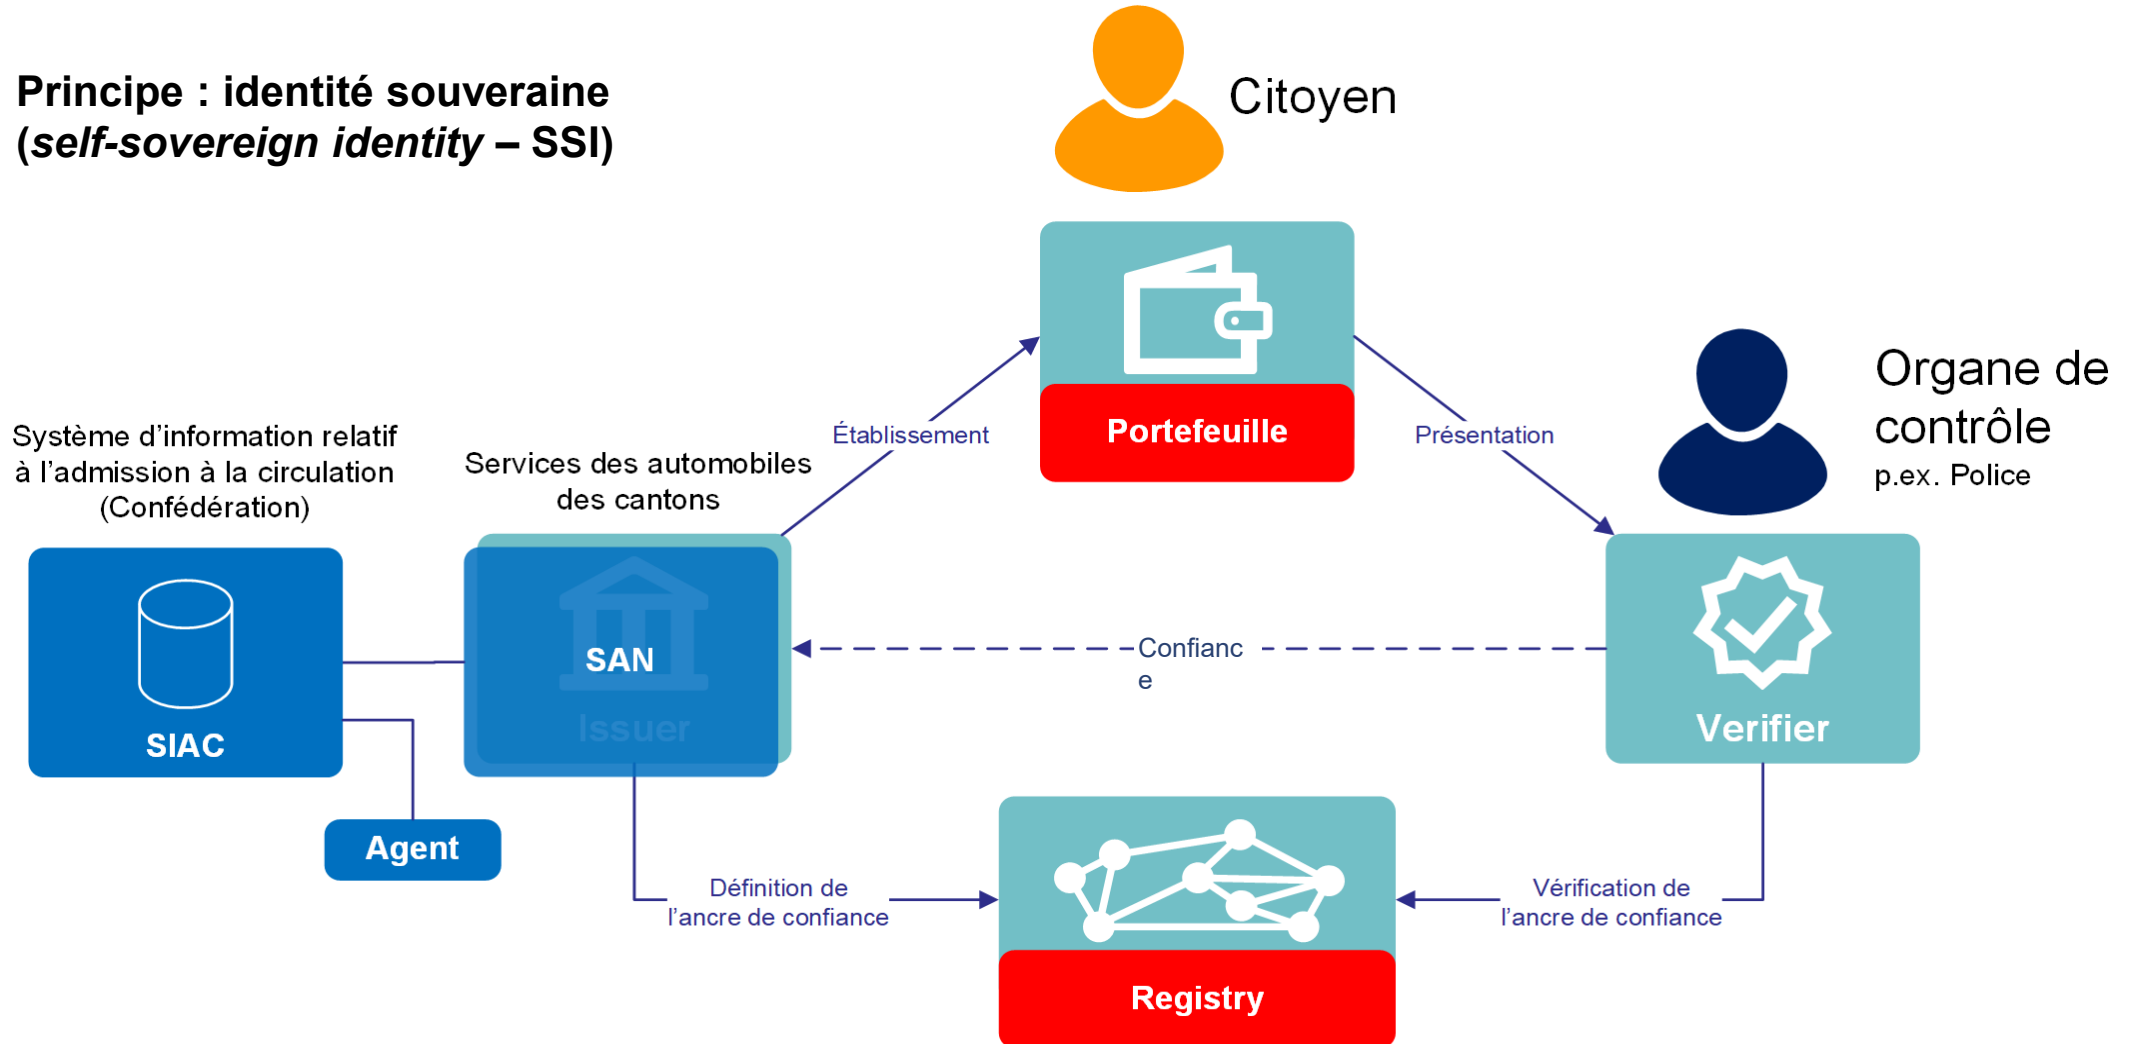 Principe : identité souveraine
(self-sovereign identity – SSI)
Citoyen
Portefeuille
Établissement
Présentation
Organe de
contrôle
p.ex. Police
Système d’information relatif
à l’admission à la circulation
(Confédération)
Services des automobiles
des cantons
SIAC
SAN
Issuer
Agent
Confianc
e
Verifier
Définition de
l’ancre de confiance
Vérification de
l’ancre de confiance
Registry